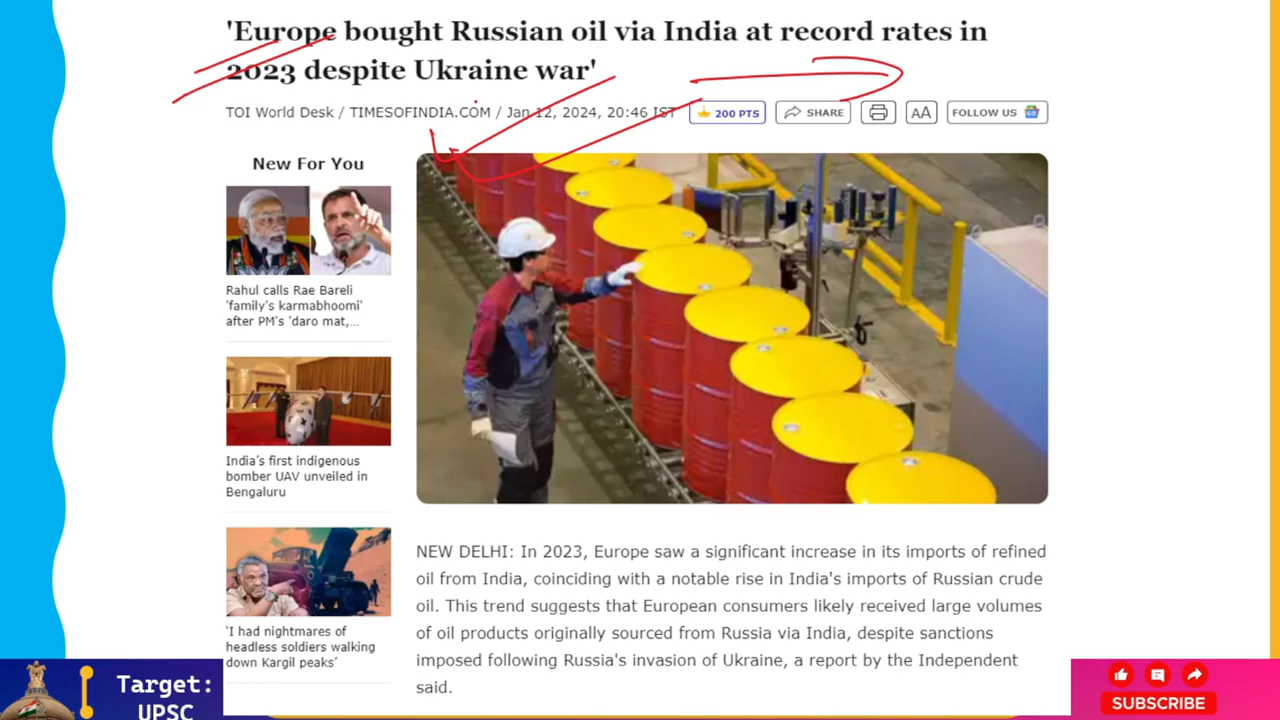 'Europe bought Russian oil via India at record rates in
2023 despite Ukraine war'
TOI World Desk / TIMESOFINDIA.COM / Jan 12, 2024, 20:46 IST
200 PTS
SHARE
AA
FOLLOW US
New For You
Rahul calls Rae Bareli
'family's karmabhoomi'
after PM's 'daro mat,...
India's first indigenous
bomber UAV unveiled in
Bengaluru
'I had nightmares of
headless soldiers walking
down Kargil peaks'
NEW DELHI: In 2023, Europe saw a significant increase in its imports of refined
oil from India, coinciding with a notable rise in India's imports of Russian crude
oil. This trend suggests that European consumers likely received large volumes
of oil products originally sourced from Russia via India, despite sanctions
imposed following Russia's invasion of Ukraine, a report by the Independent
said.
Target:
UPSC
SUBSCRIBE